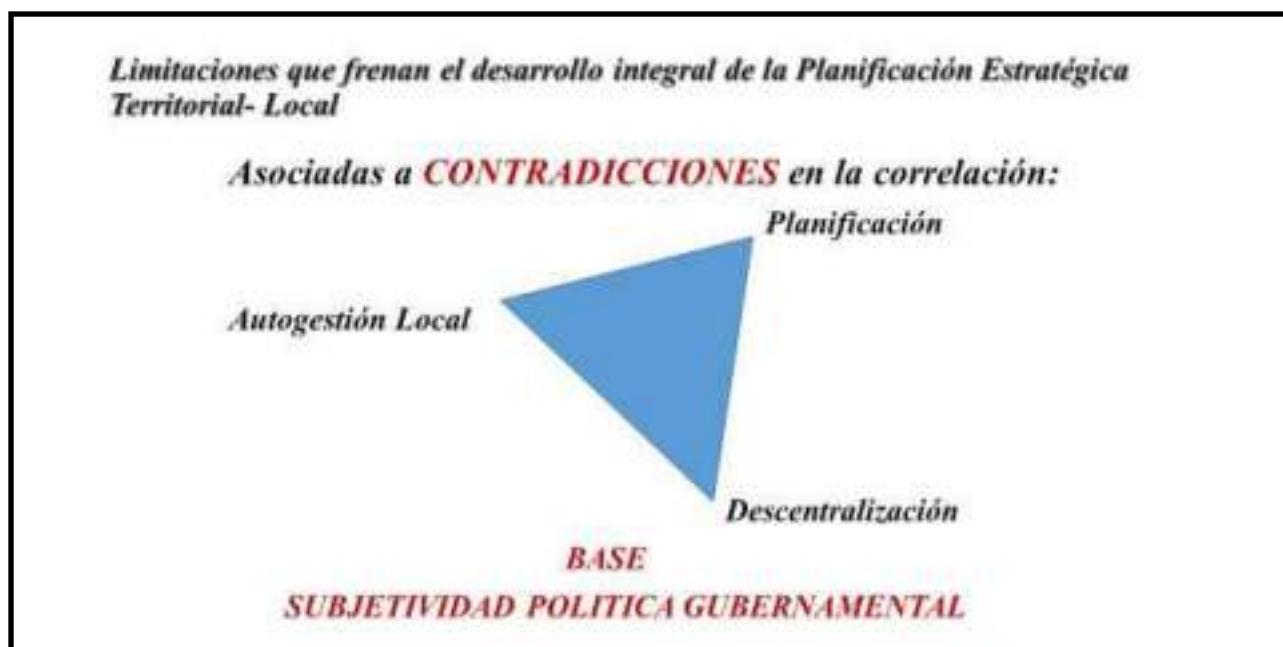 Limitaciones que frenan el desarrollo integral de la Planificación Estratégica
Territorial- Local
Asociadas a CONTRADICCIONES en la correlación:
Planificación
Autogestión Local
Descentralización
BASE
SUBJETIVIDAD POLITICA GUBERNAMENTAL